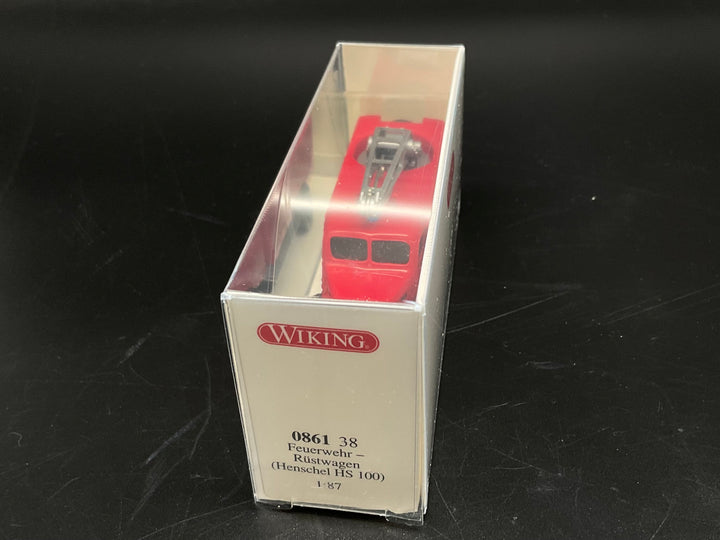 WIKING®
0861 38
Feuerwehr –
Rüstwagen
(Henschel HS 100)
1:87